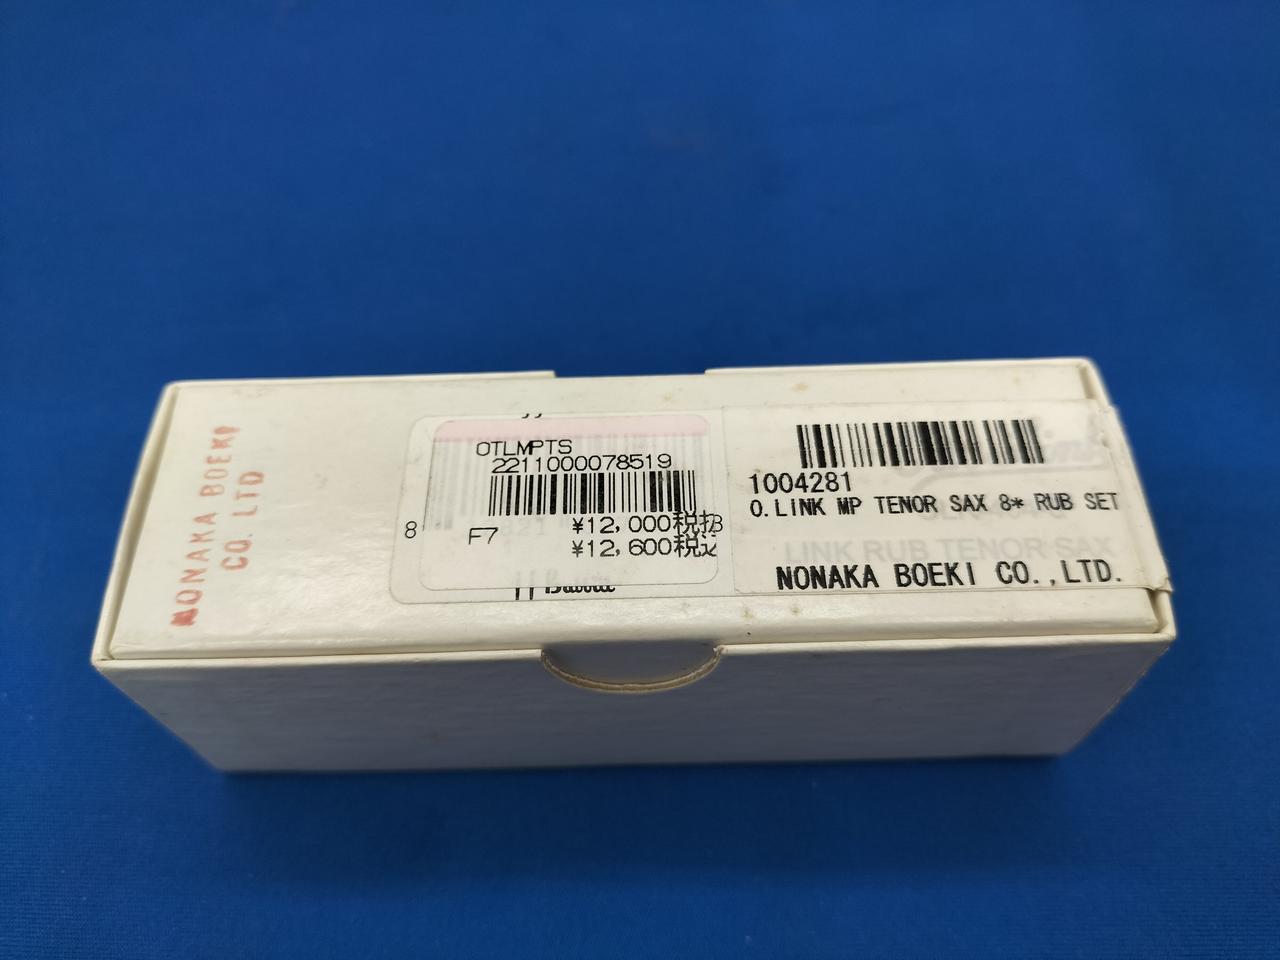 NONAKA BOEKI
CO. LTD
OTLMPTS
2211000078519
8
F7
¥12,000税抜
¥12,600税込
1004281
O.LINK MP TENOR SAX 8* RUB SET
LINK RUB TENOR SAX
NONAKA BOEKI CO.,LTD.